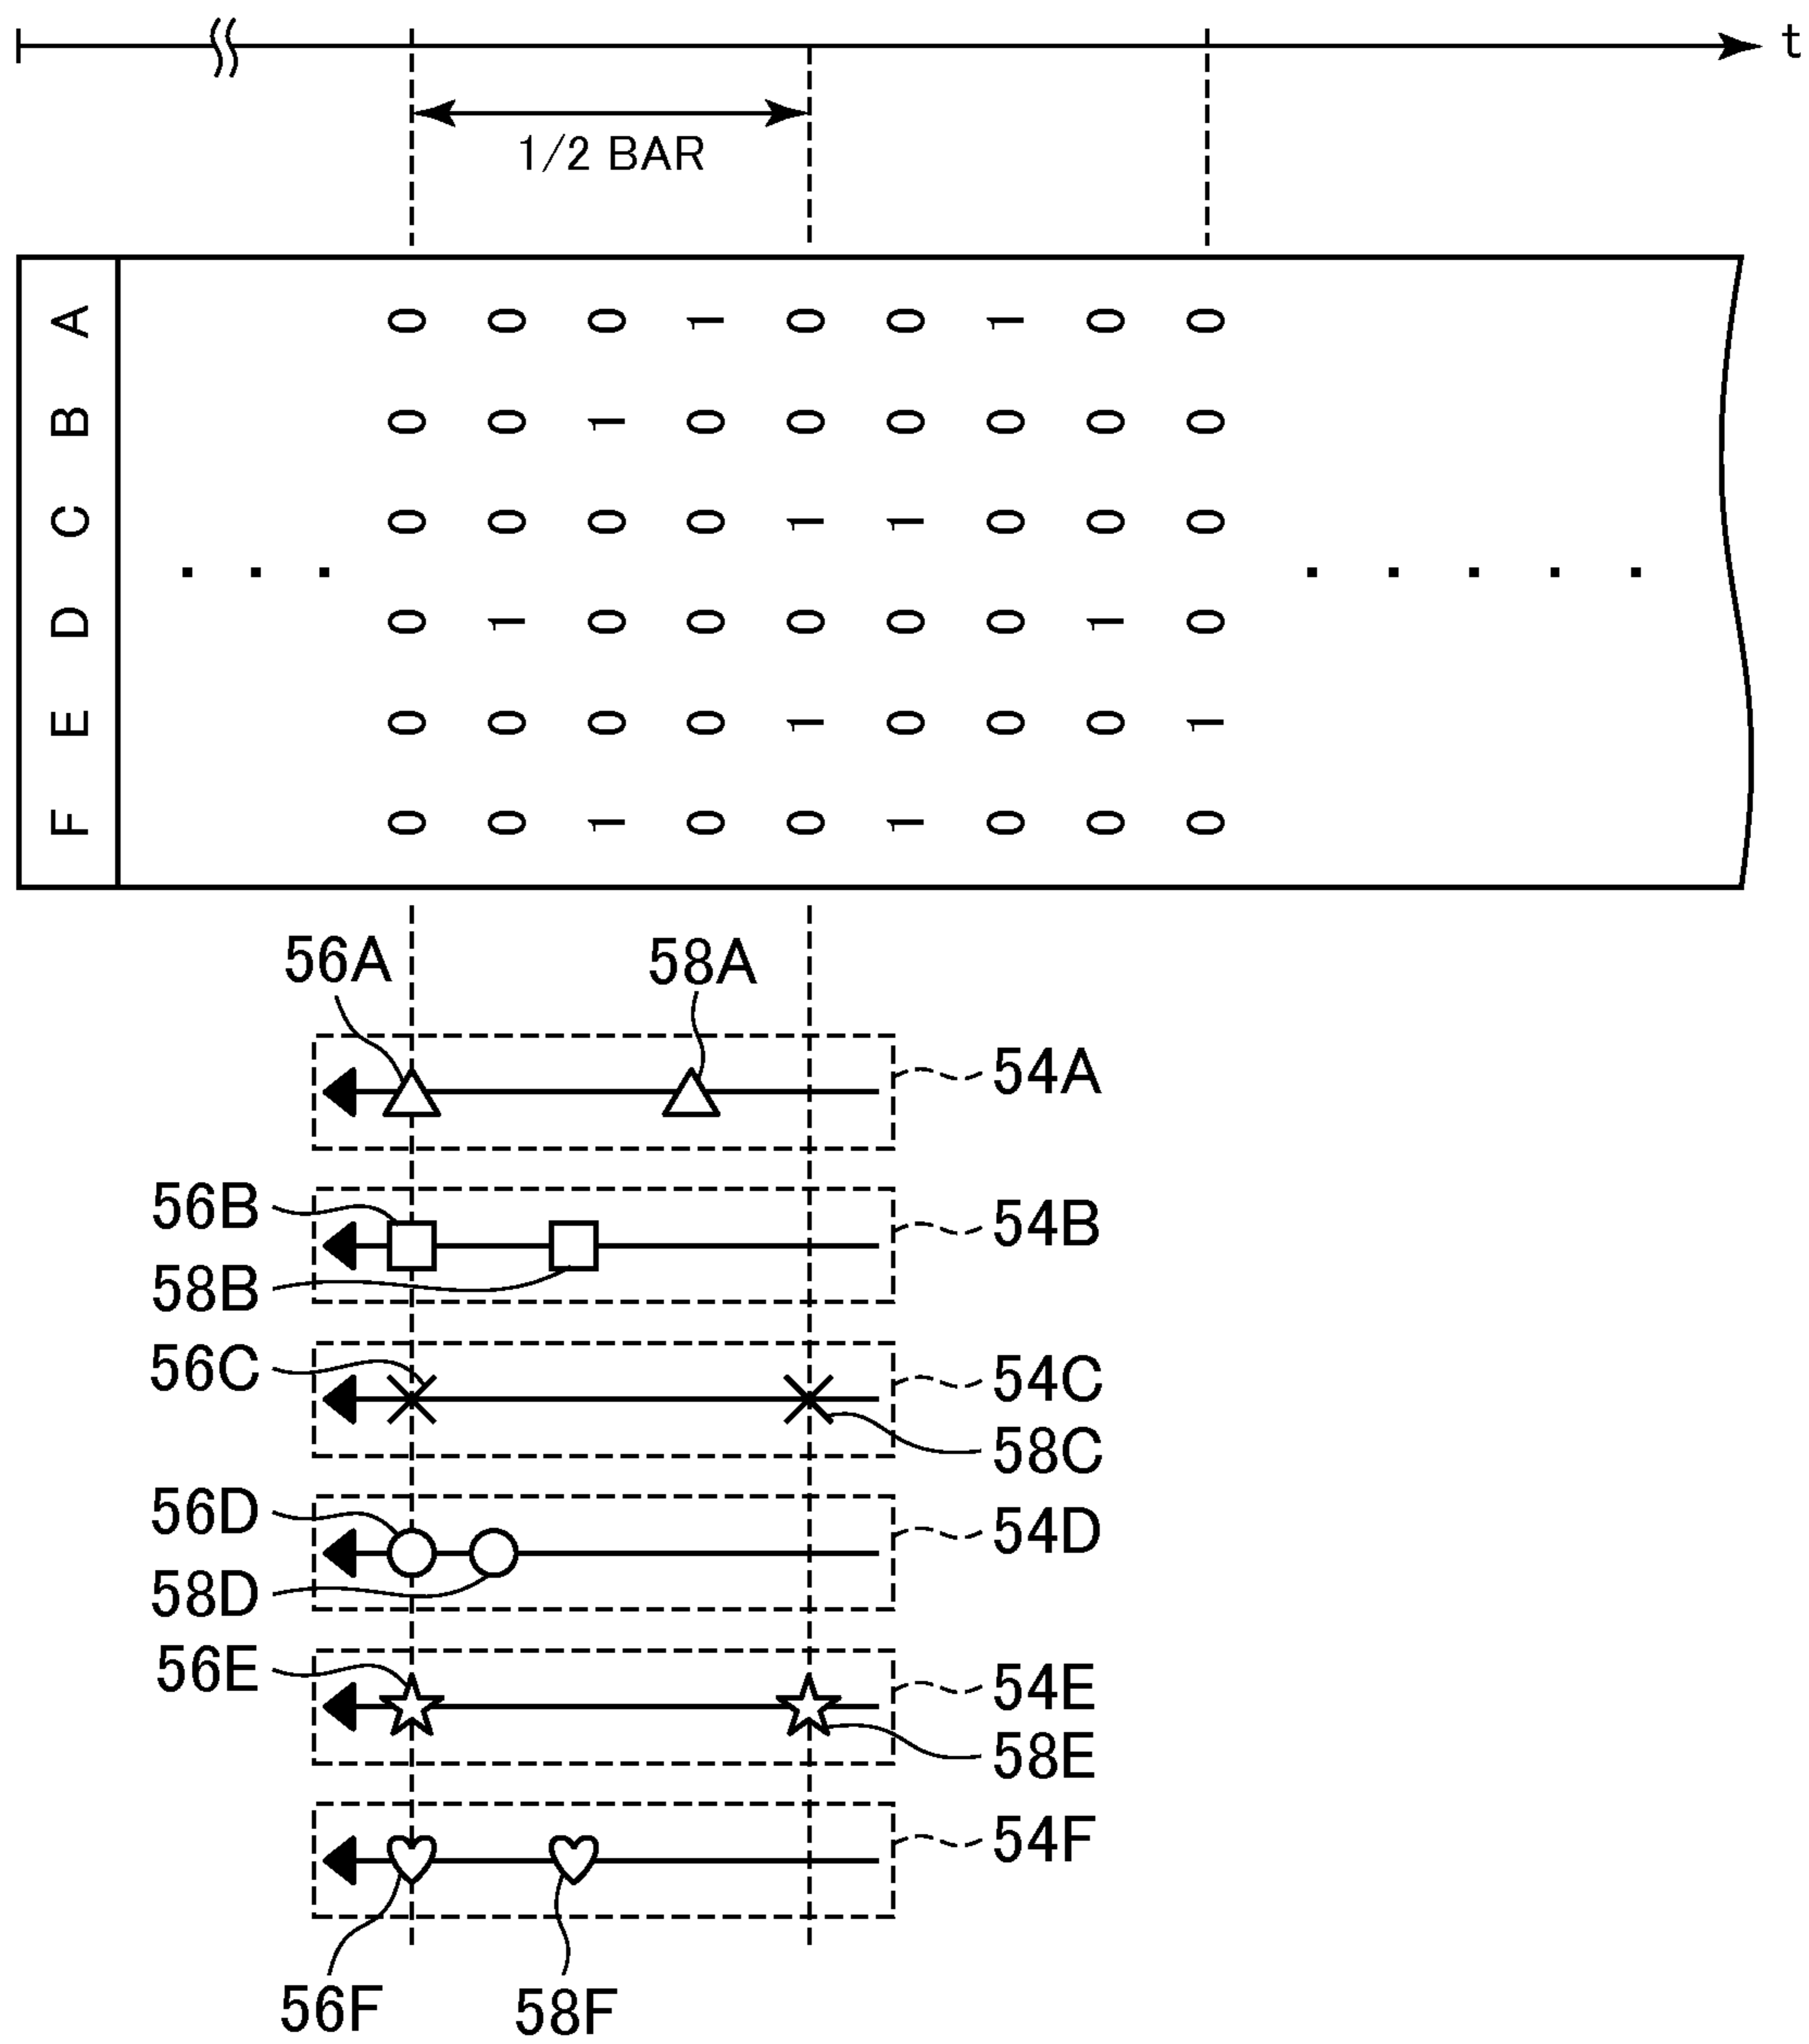 t
1/2 BAR
A 0 0 0 1 0 0 1 0 0
B 0 0 1 0 0 0 0 0 0
C 0 0 0 0 1 1 0 0 0
. . . . . . . .
D 0 1 0 0 0 0 0 1 0
E 0 0 0 0 1 0 0 0 1
F 0 0 1 0 0 1 0 0 0
56A 58A
54A
56B 54B
58B
56C 54C
58C
56D 54D
58D
56E 54E
58E
54F
56F 58F